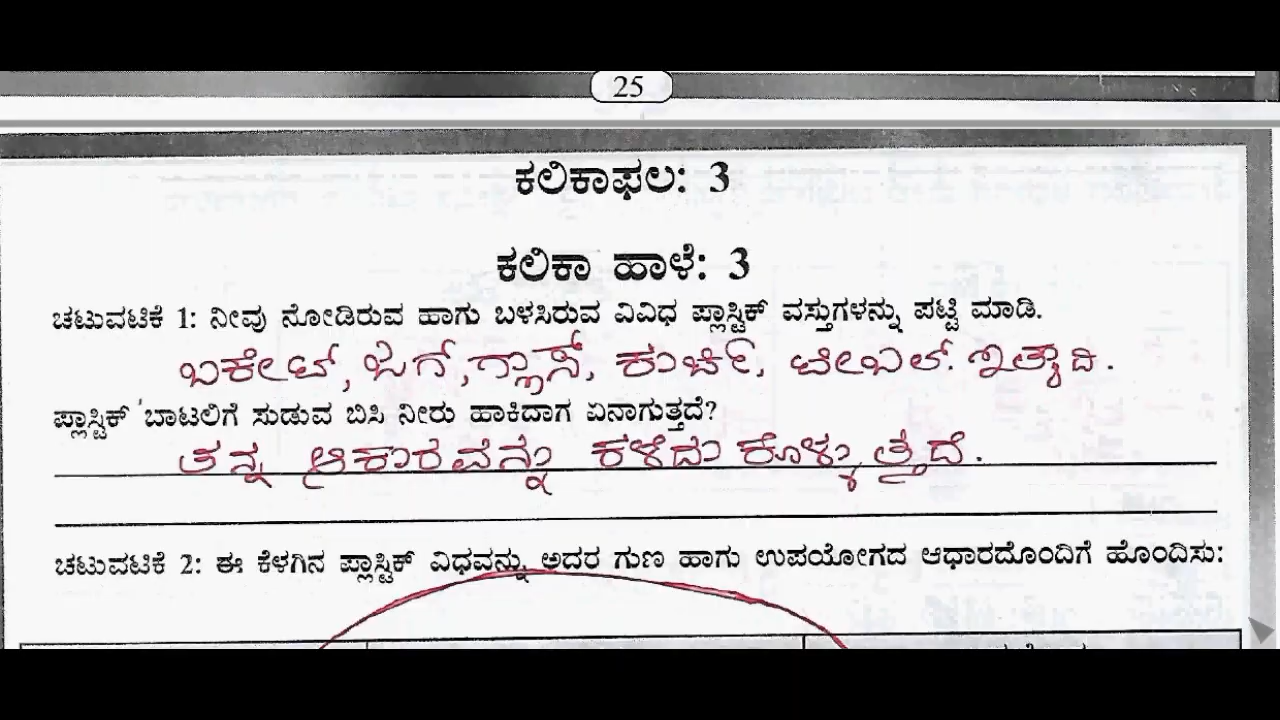 25
ಕಲಿಕಾಫಲ: 3
ಕಲಿಕಾ ಹಾಳೆ: 3
ಚಟುವಟಿಕೆ 1: ನೀವು ನೋಡಿರುವ ಹಾಗು ಬಳಸಿರುವ ವಿವಿಧ ಪ್ಲಾಸ್ಟಿಕ್ ವಸ್ತುಗಳನ್ನು ಪಟ್ಟಿ ಮಾಡಿ.
ಬಕೇಟ್, ಜಗ್, ಗ್ಲಾಸ್, ಕುರ್ಚಿ, ಟೇಬಲ್. ಇತ್ಯಾದಿ.
ಪ್ಲಾಸ್ಟಿಕ್ ಬಾಟಲಿಗೆ ಸುಡುವ ಬಿಸಿ ನೀರು ಹಾಕಿದಾಗ ಏನಾಗುತ್ತದೆ?
ತನ್ನ ಆಕಾರವನ್ನು ಕಳೆದು ಕೊಳ್ಳುತ್ತದೆ.
ಚಟುವಟಿಕೆ 2: ಈ ಕೆಳಗಿನ ಪ್ಲಾಸ್ಟಿಕ್ ವಿಧವನ್ನು ಅದರ ಗುಣ ಹಾಗು ಉಪಯೋಗದ ಆಧಾರದೊಂದಿಗೆ ಹೊಂದಿಸು: